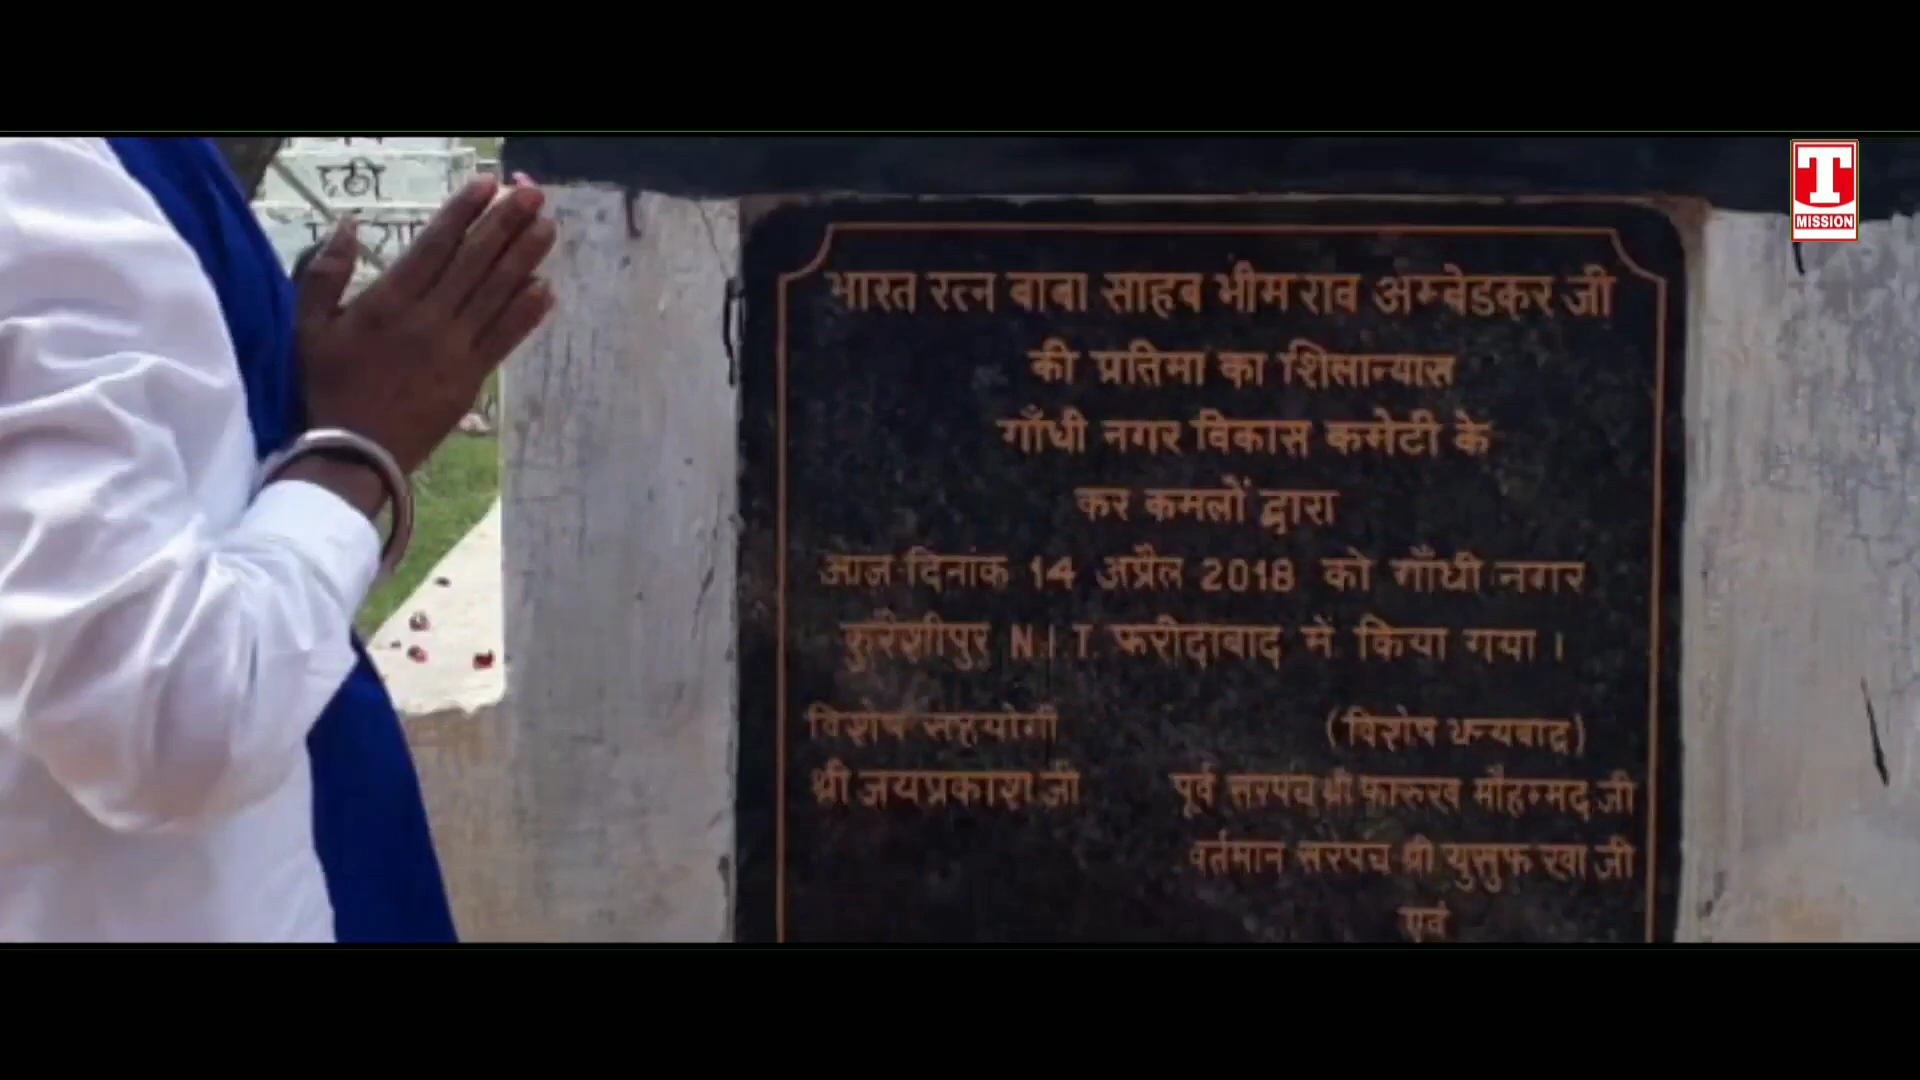 भारत रत्न बाबा साहब भीम राव अम्बेडकर जी
की प्रतिमा का शिलान्यास
गाँधी नगर विकास कमेटी के
कर कमलों द्वारा
आज दिनांक 14 अप्रैल 2018 को गाँधी नगर
कुरेशीपुर N.I.T. फरीदाबाद में किया गया।
विशेष सहयोगी (विशेष धन्यबाद)
श्री जयप्रकाश जी पूर्व सरपंच श्री फारुख मौहम्मद जी
वर्तमान सरपंच श्री युसुफ खा जी
एवं
T
MISSION